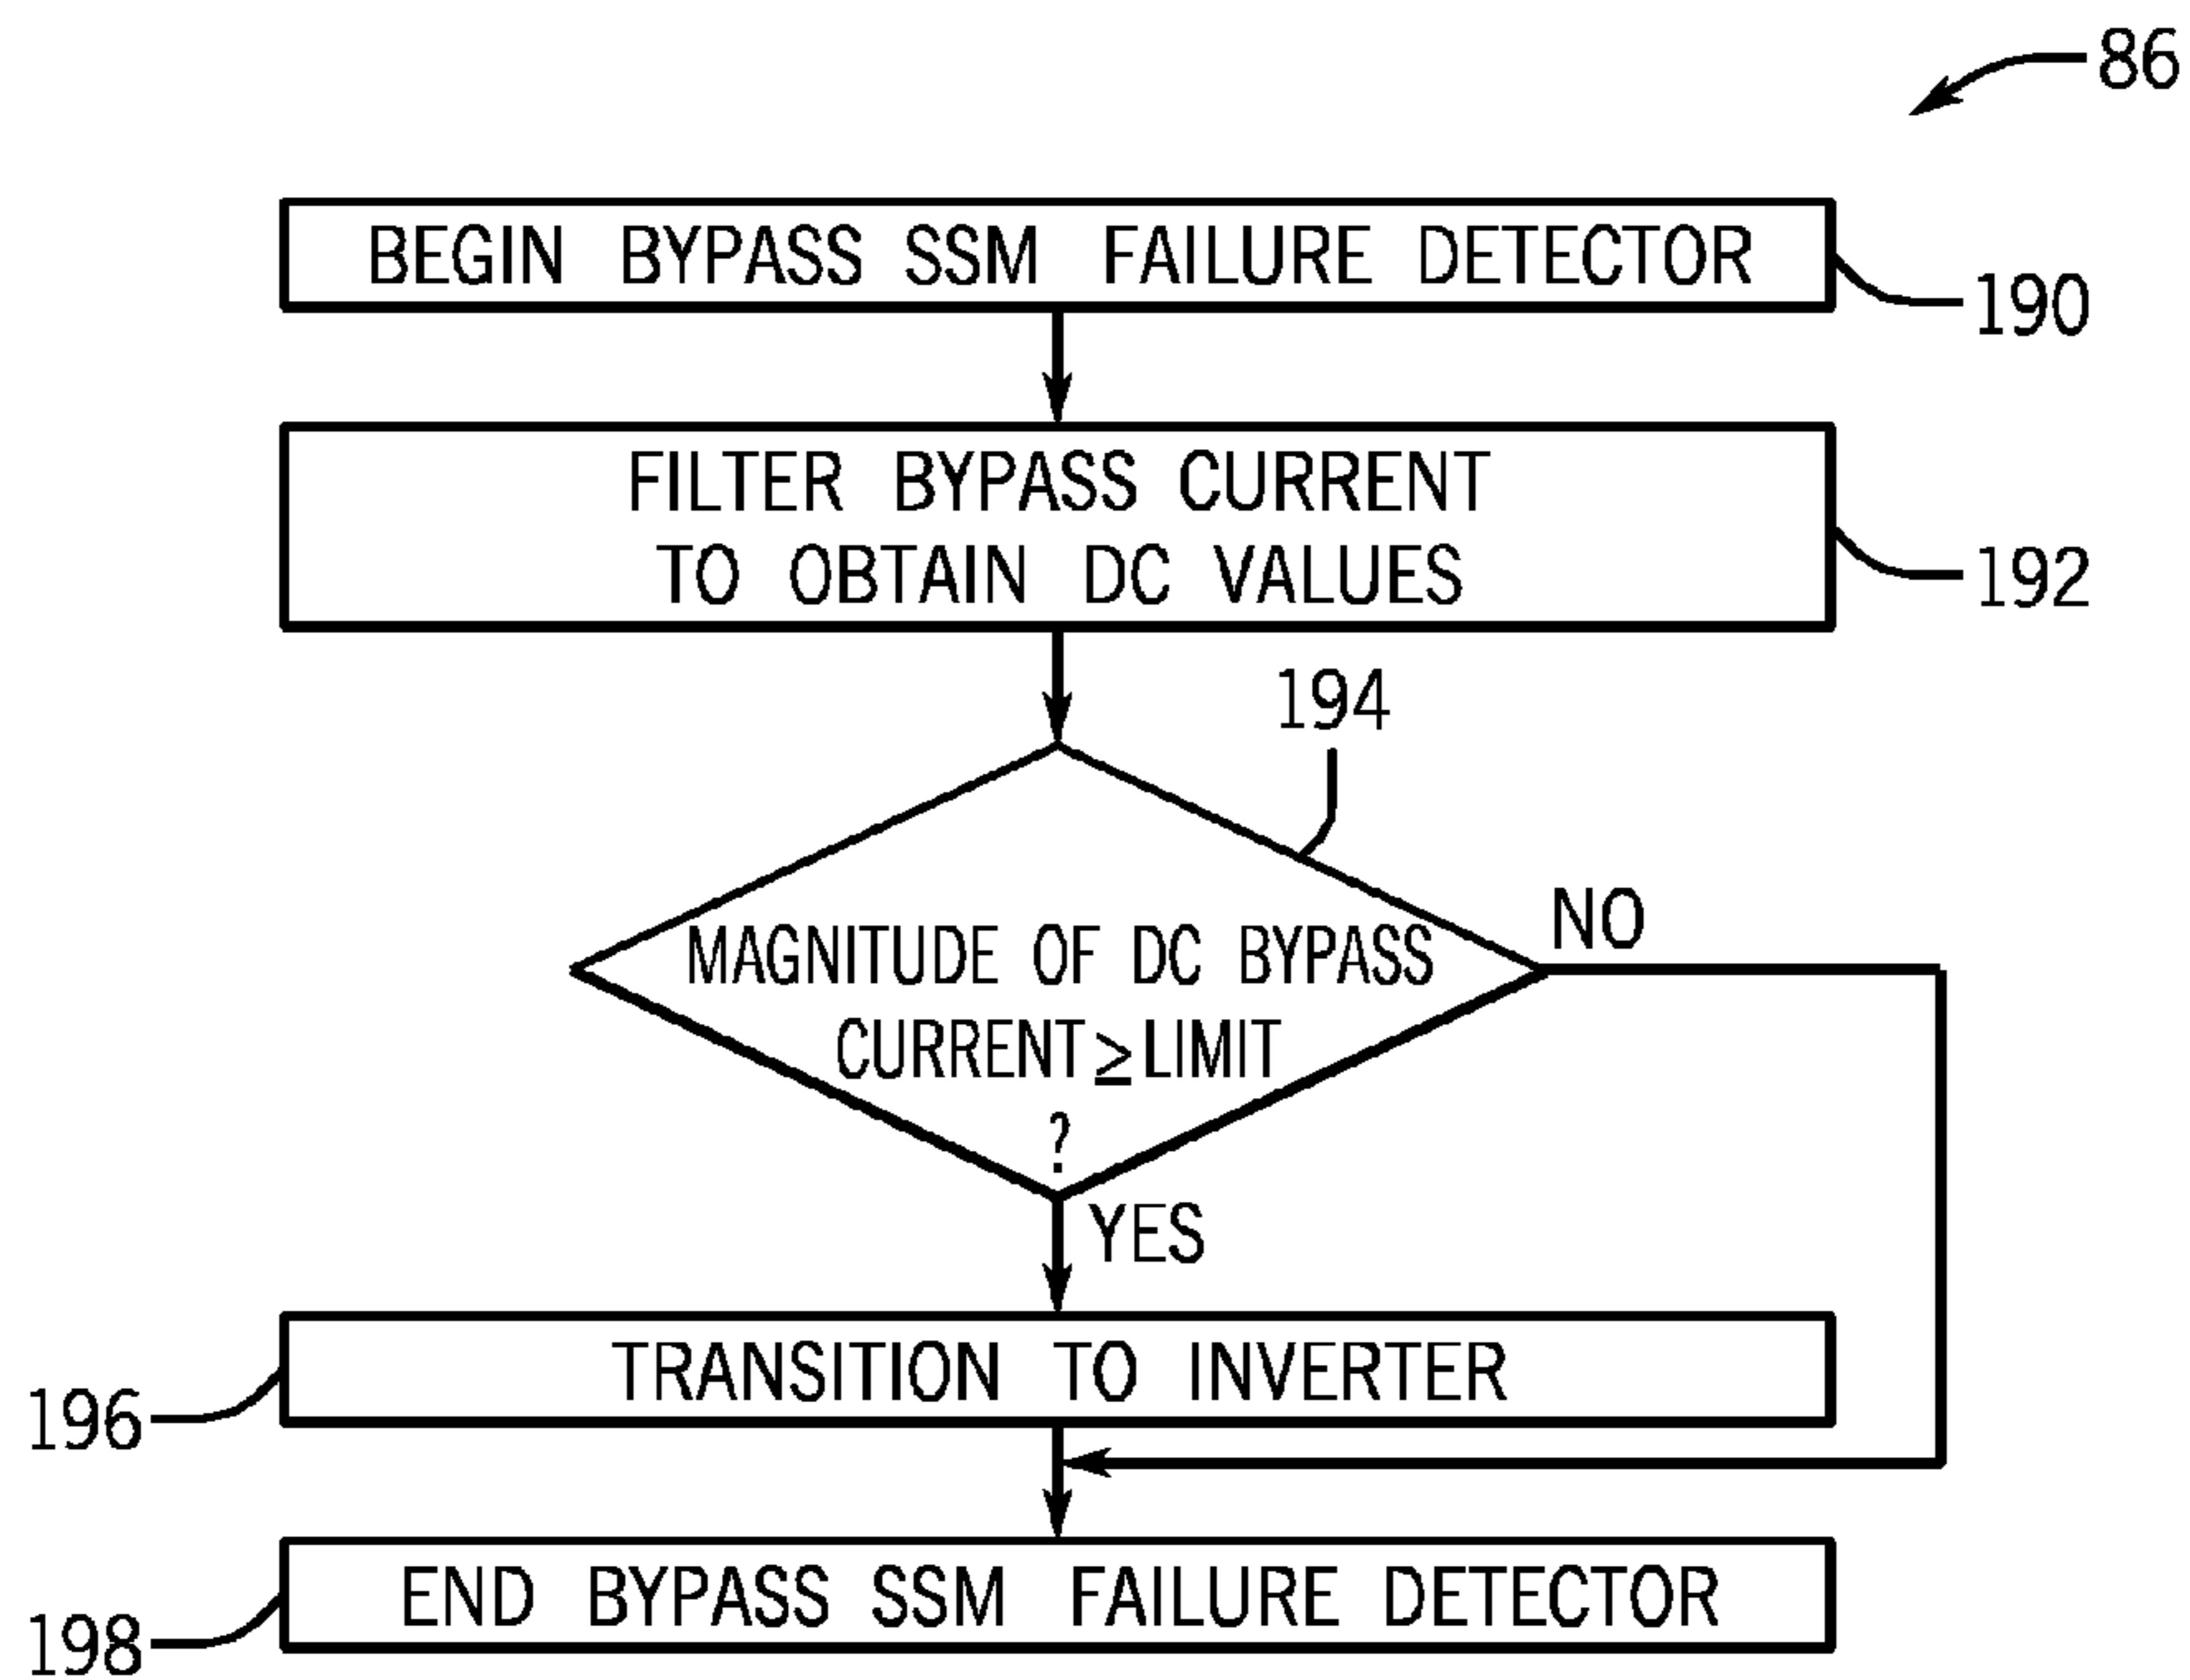 86
BEGIN BYPASS SSM FAILURE DETECTOR
190
FILTER BYPASS CURRENT
TO OBTAIN DC VALUES
192
194
MAGNITUDE OF DC BYPASS
CURRENT≥LIMIT
?
NO
YES
TRANSITION TO INVERTER
196
END BYPASS SSM FAILURE DETECTOR
198